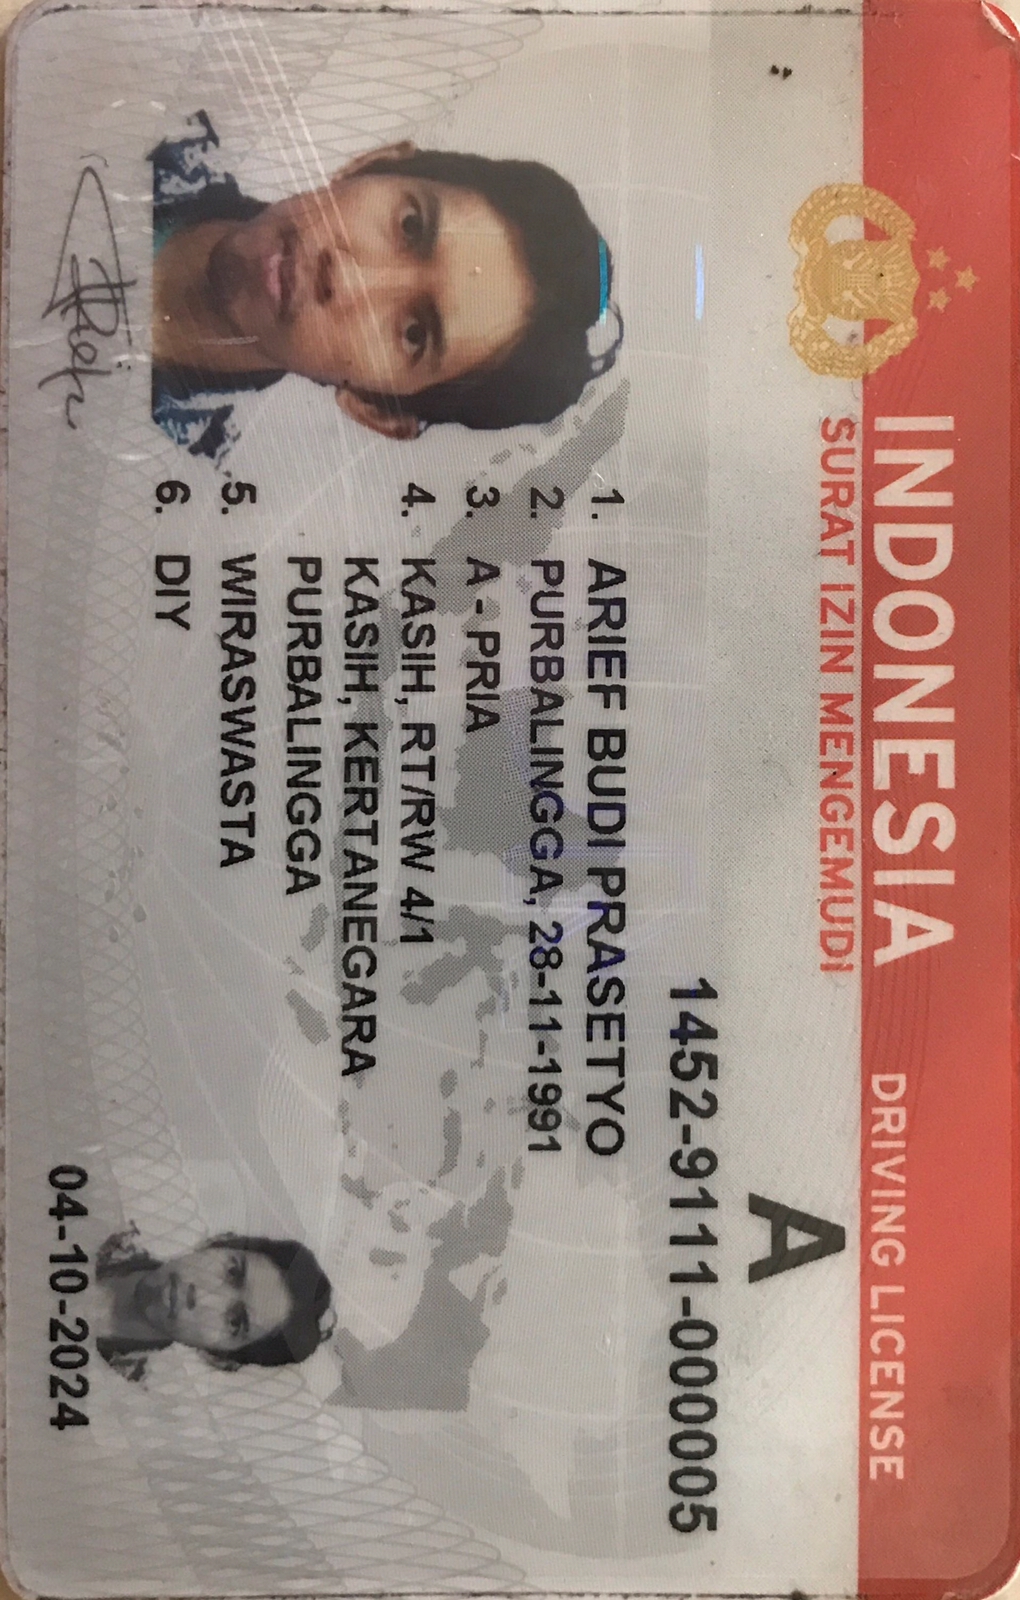 INDONESIA
SURAT IZIN MENGEMUDI
DRIVING LICENSE
A
1452-9111-000005
1. ARIEF BUDI PRASETYO
2. PURBALINGGA, 28-11-1991
3. A - PRIA
4. KASIH, RT/RW 4/1
KASIH, KERTANEGARA
PURBALINGGA
5. WIRASWASTA
6. DIY
04-10-2024